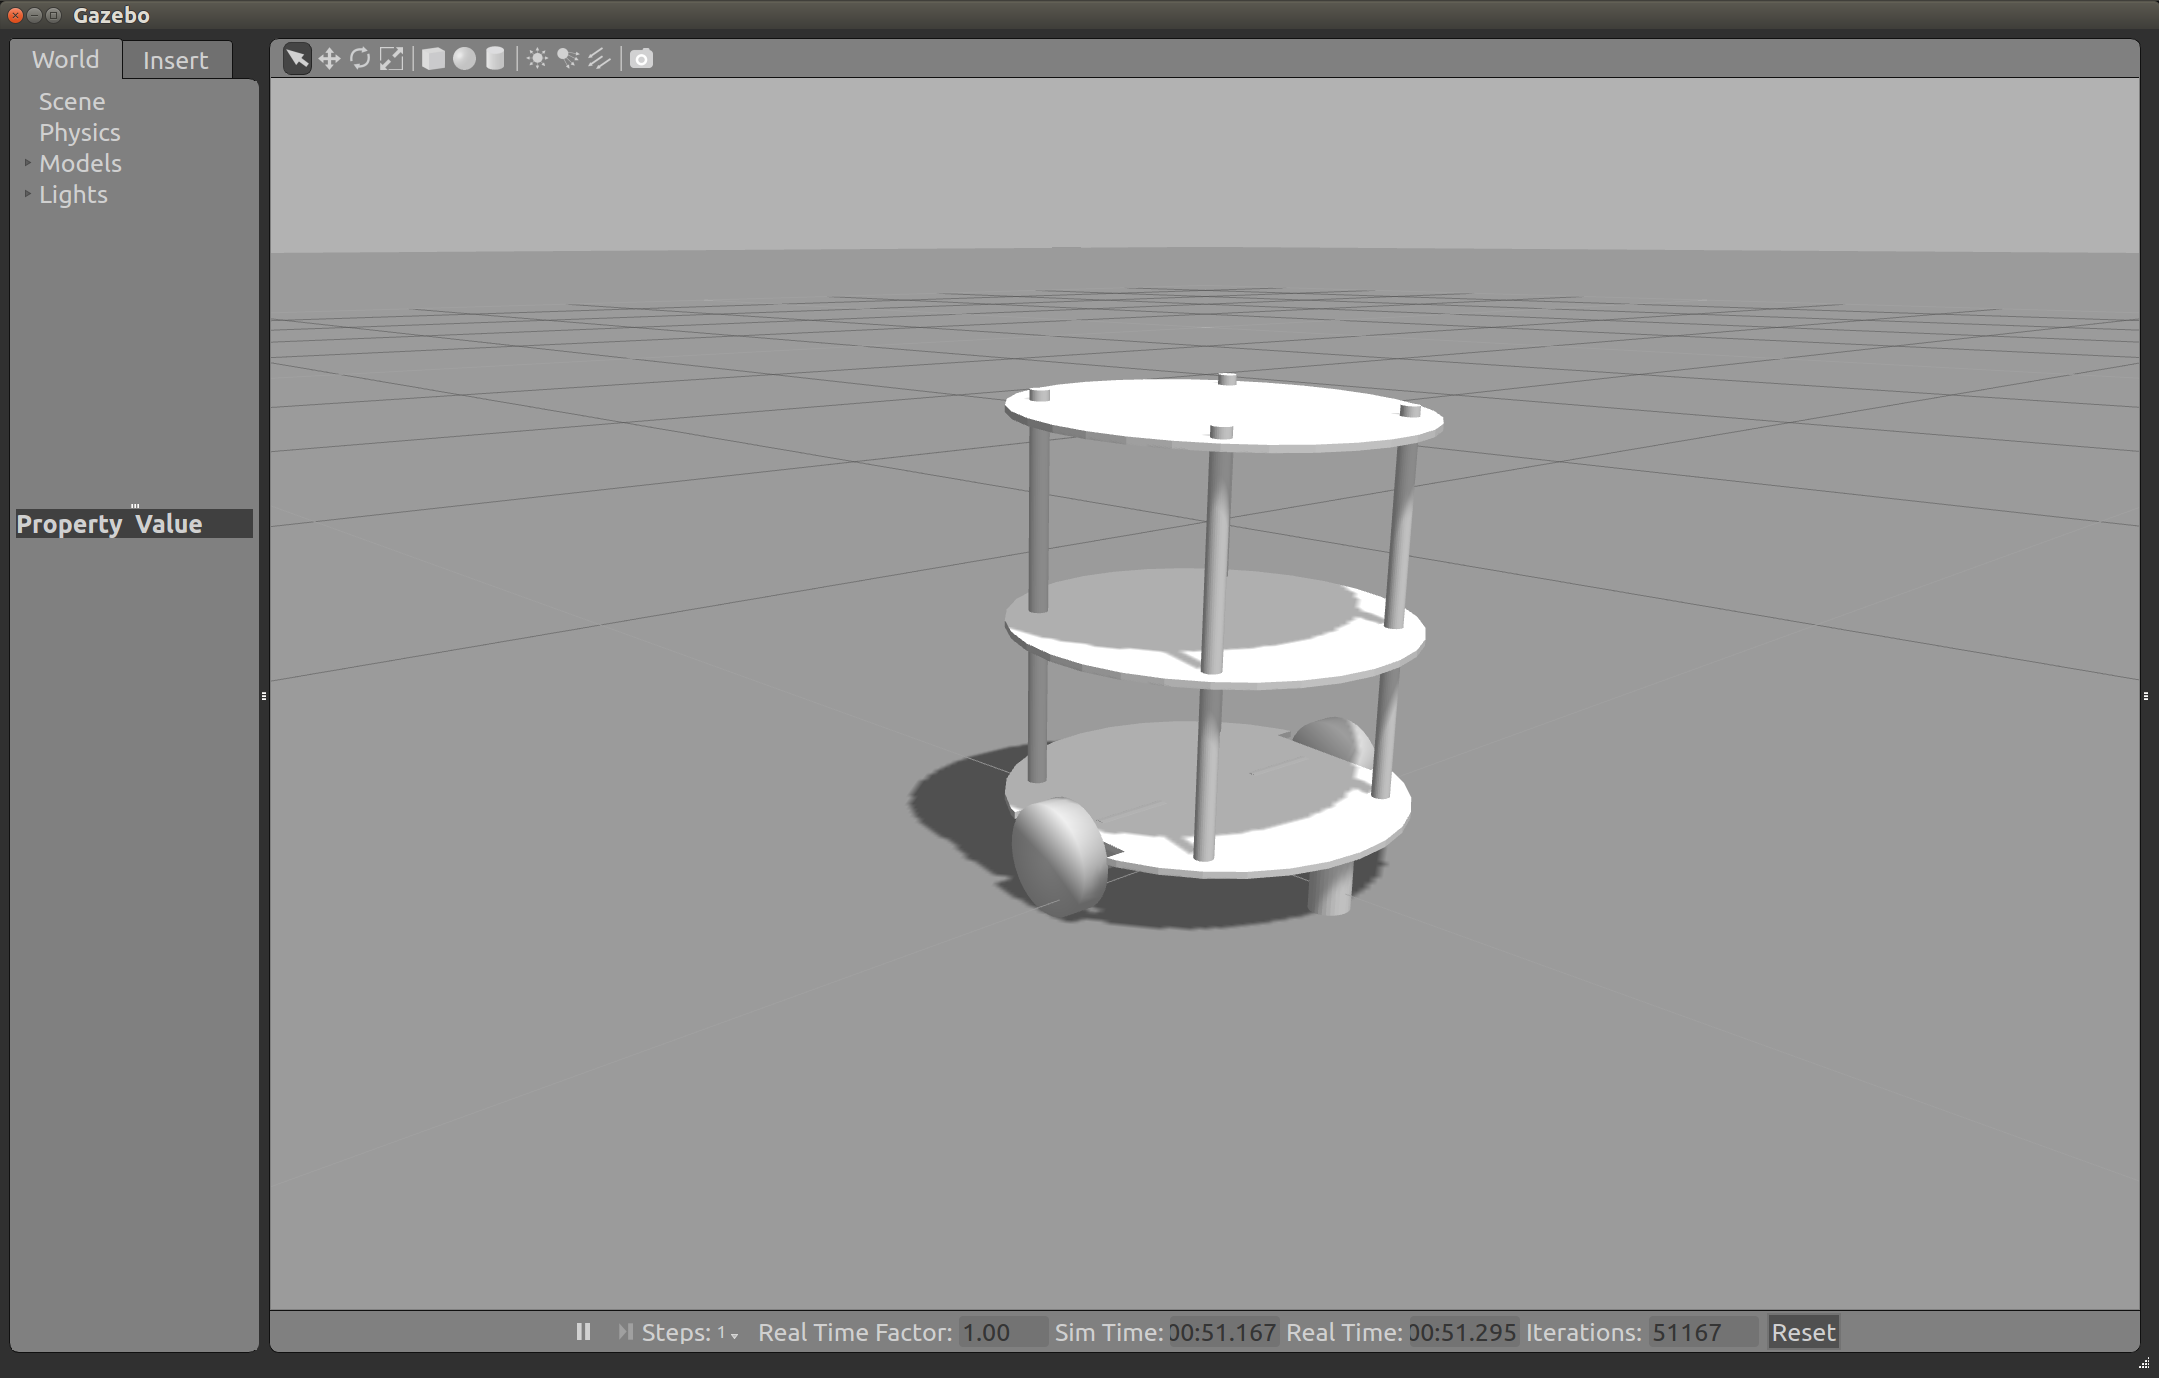 Gazebo
World Insert
Scene
Physics
Models
Lights
Property Value
Steps: 1 Real Time Factor: 1.00 Sim Time: 00:51.167 Real Time: 00:51.295 Iterations: 51167 Reset